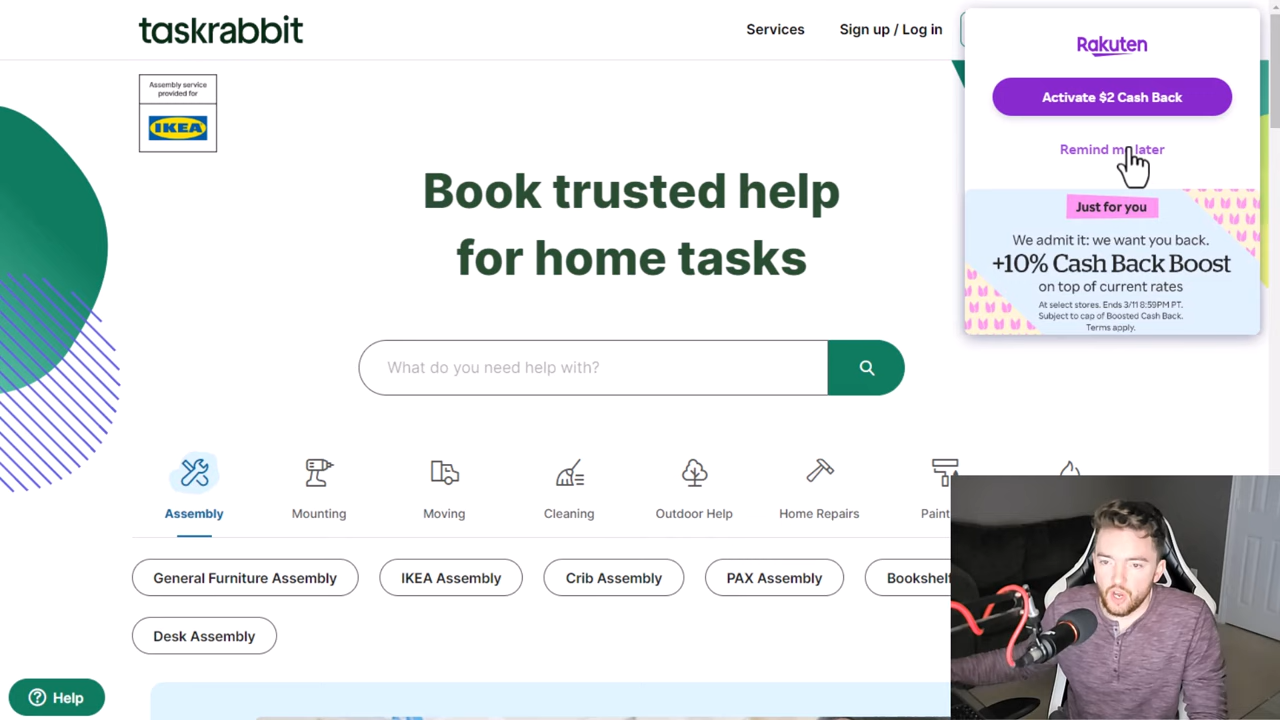 taskrabbit
Services
Sign up / Log in
Assembly service
provided for
IKEA
Book trusted help
for home tasks
What do you need help with?
Assembly
Mounting
Moving
Cleaning
Outdoor Help
Home Repairs
General Furniture Assembly
IKEA Assembly
Crib Assembly
PAX Assembly
Desk Assembly
Help
Rakuten
Activate $2 Cash Back
Remind me later
Just for you
We admit it: we want you back.
+10% Cash Back Boost
on top of current rates
At select stores. Ends 3/11 8:59PM PT.
Subject to cap of Boosted Cash Back.
Terms apply.